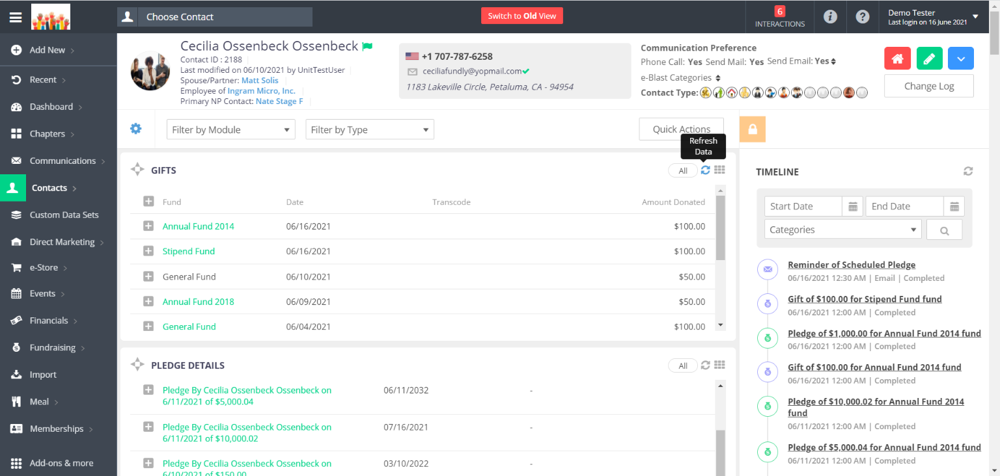 Choose Contact
Switch to Old View
6
INTERACTIONS
Demo Tester
Last login on 16 June 2021
Add New
Recent
Dashboard
Chapters
Communications
Contacts
Custom Data Sets
Direct Marketing
e-Store
Events
Financials
Fundraising
Import
Meal
Memberships
Add-ons & more
Cecilia Ossenbeck Ossenbeck
Contact ID : 2188
Last modified on 06/10/2021 by UnitTestUser
Spouse/Partner: Matt Solis
Employee of Ingram Micro, Inc.
Primary NP Contact: Nate Stage F
+1 707-787-6258
ceciliafundly@yopmail.com
1183 Lakeville Circle, Petaluma, CA - 94954
Communication Preference
Phone Call: Yes Send Mail: Yes Send Email: Yes
e-Blast Categories
Contact Type:
Change Log
Filter by Module
Filter by Type
Quick Actions
Refresh
Data
GIFTS
All
Fund Date Transcode Amount Donated
Annual Fund 2014 06/16/2021 $100.00
Stipend Fund 06/16/2021 $100.00
General Fund 06/10/2021 $50.00
Annual Fund 2018 06/09/2021 $50.00
General Fund 06/04/2021 $100.00
PLEDGE DETAILS
All
Pledge By Cecilia Ossenbeck Ossenbeck on 06/11/2032 -
6/11/2021 of $5,000.04
Pledge By Cecilia Ossenbeck Ossenbeck on 07/16/2021 -
6/11/2021 of $10,000.02
Pledge By Cecilia Ossenbeck Ossenbeck on 03/10/2022 -
6/10/2021 of $150.00
TIMELINE
Start Date
End Date
Categories
Reminder of Scheduled Pledge
06/16/2021 12:30 AM | Email | Completed
Gift of $100.00 for Stipend Fund fund
06/16/2021 12:00 AM | Completed
Pledge of $1,000.00 for Annual Fund 2014 fund
06/16/2021 12:00 AM | Completed
Gift of $100.00 for Annual Fund 2014 fund
06/16/2021 12:00 AM | Completed
Pledge of $10,000.02 for Annual Fund 2014
fund
06/11/2021 12:00 AM | Completed
Pledge of $5,000.04 for Annual Fund 2014 fund
06/11/2021 12:00 AM | Completed